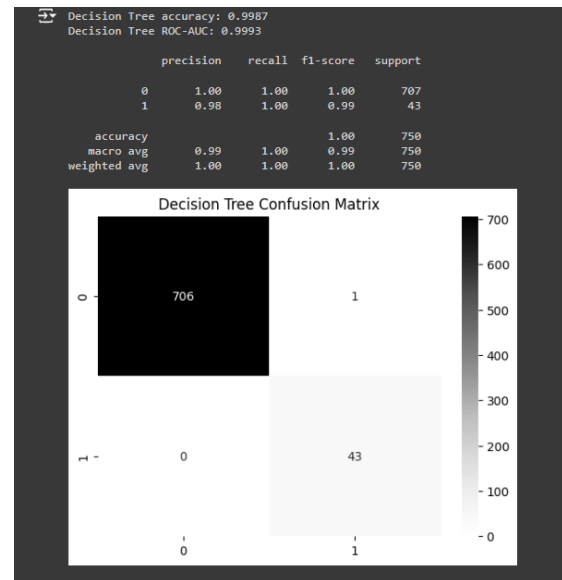 Decision Tree accuracy: 0.9987
Decision Tree ROC-AUC: 0.9993
precision recall f1-score support
0 1.00 1.00 1.00 707
1 0.98 1.00 0.99 43
accuracy 1.00 750
macro avg 0.99 1.00 0.99 750
weighted avg 1.00 1.00 1.00 750
Decision Tree Confusion Matrix
700
600
0 706 1
500
400
300
200
1 0 43
100
0
0 1